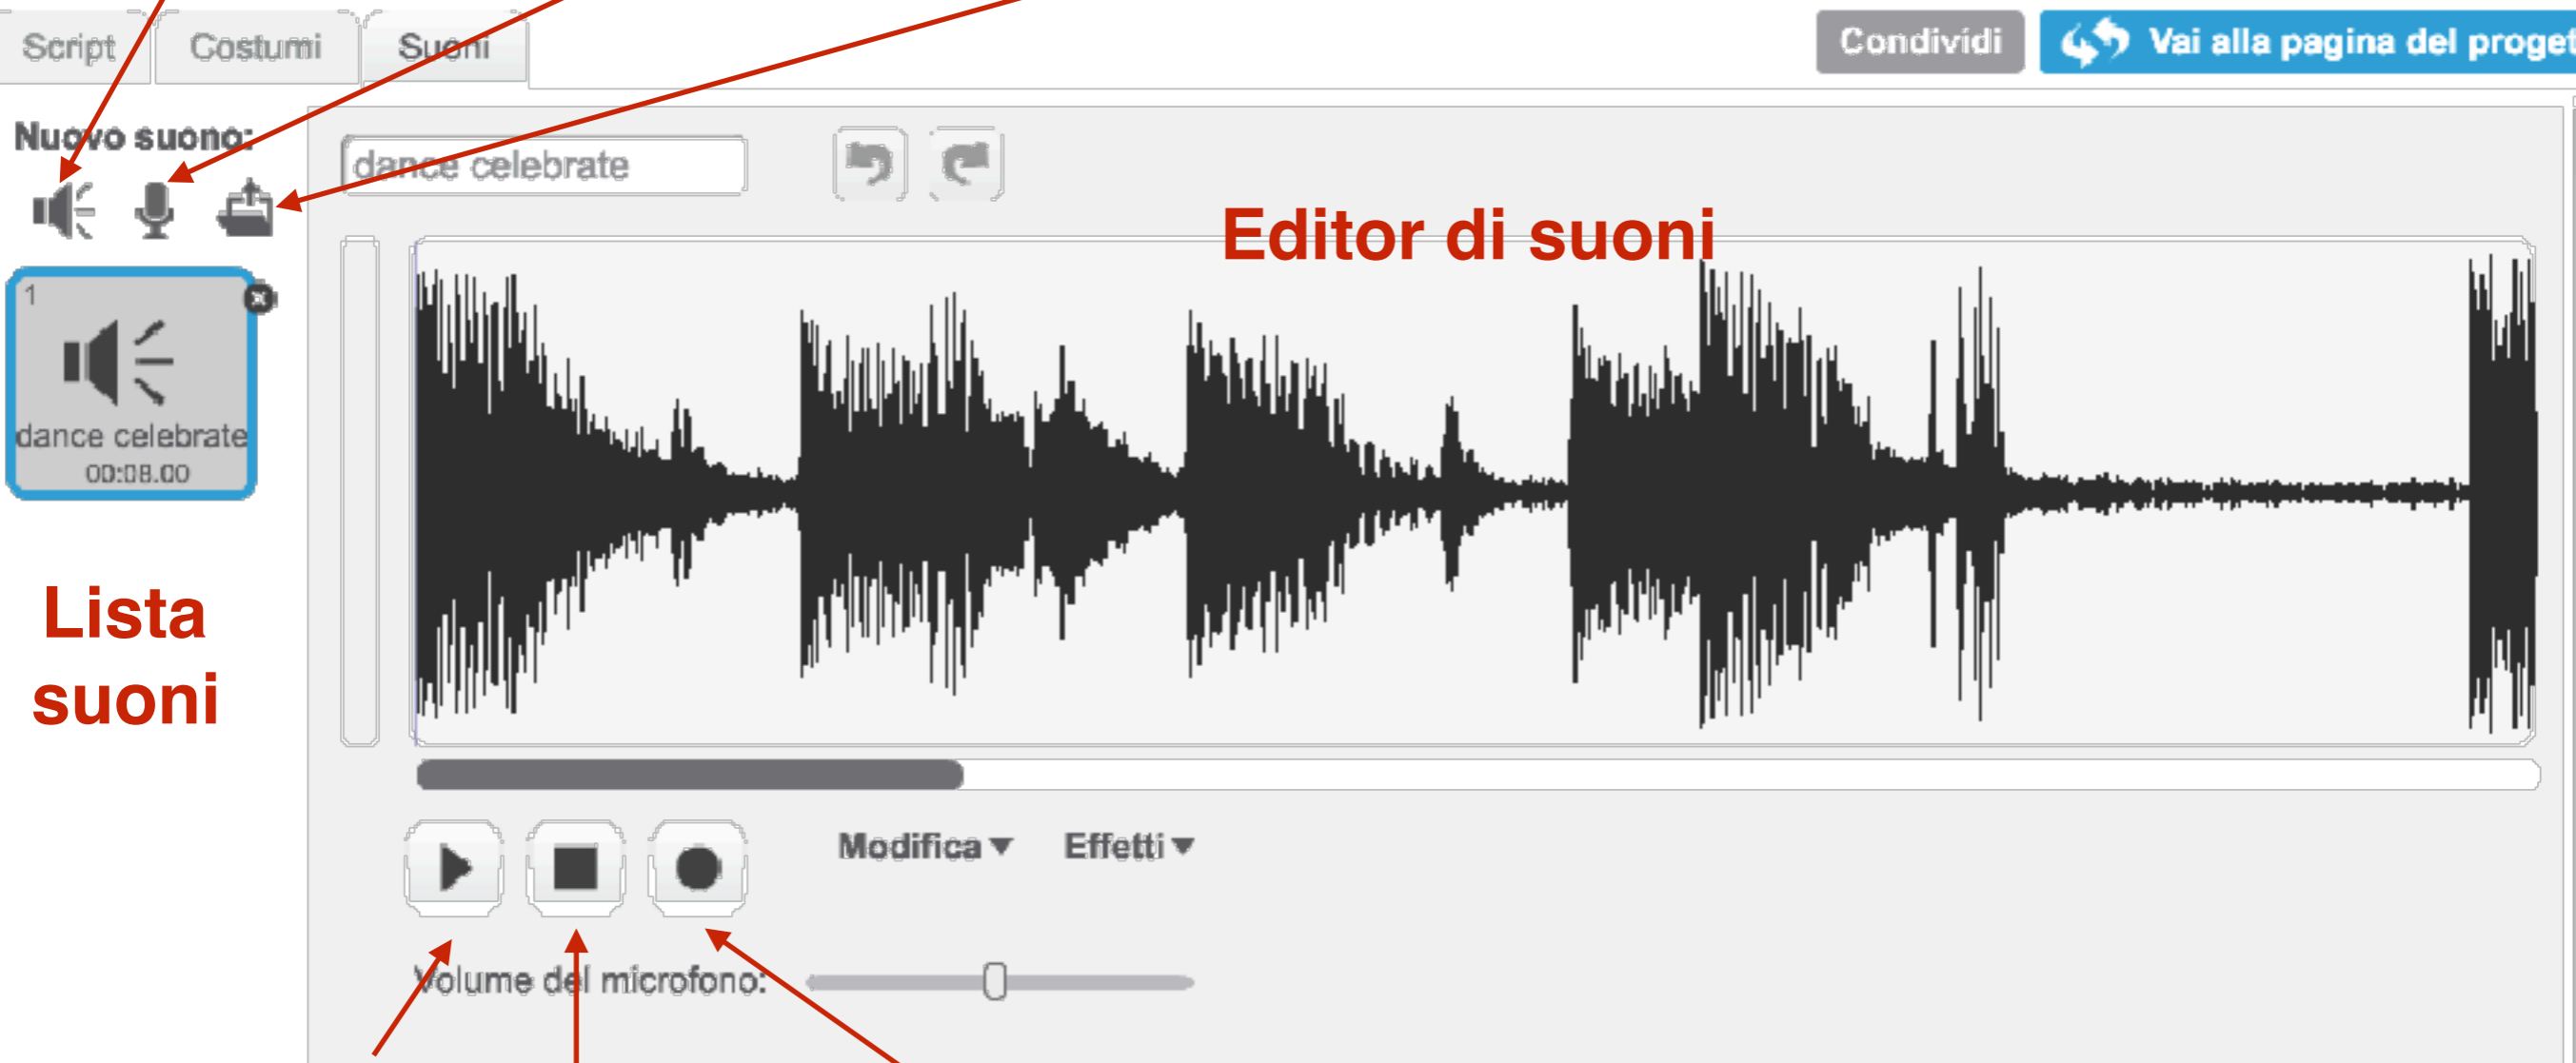 Script Costumi Suoni
Condividi Vai alla pagina del proget
Nuovo suono:
dance celebrate
Editor di suoni
1
dance celebrate
00:08.00
Lista
suoni
Modifica Effetti
Volume del microfono: